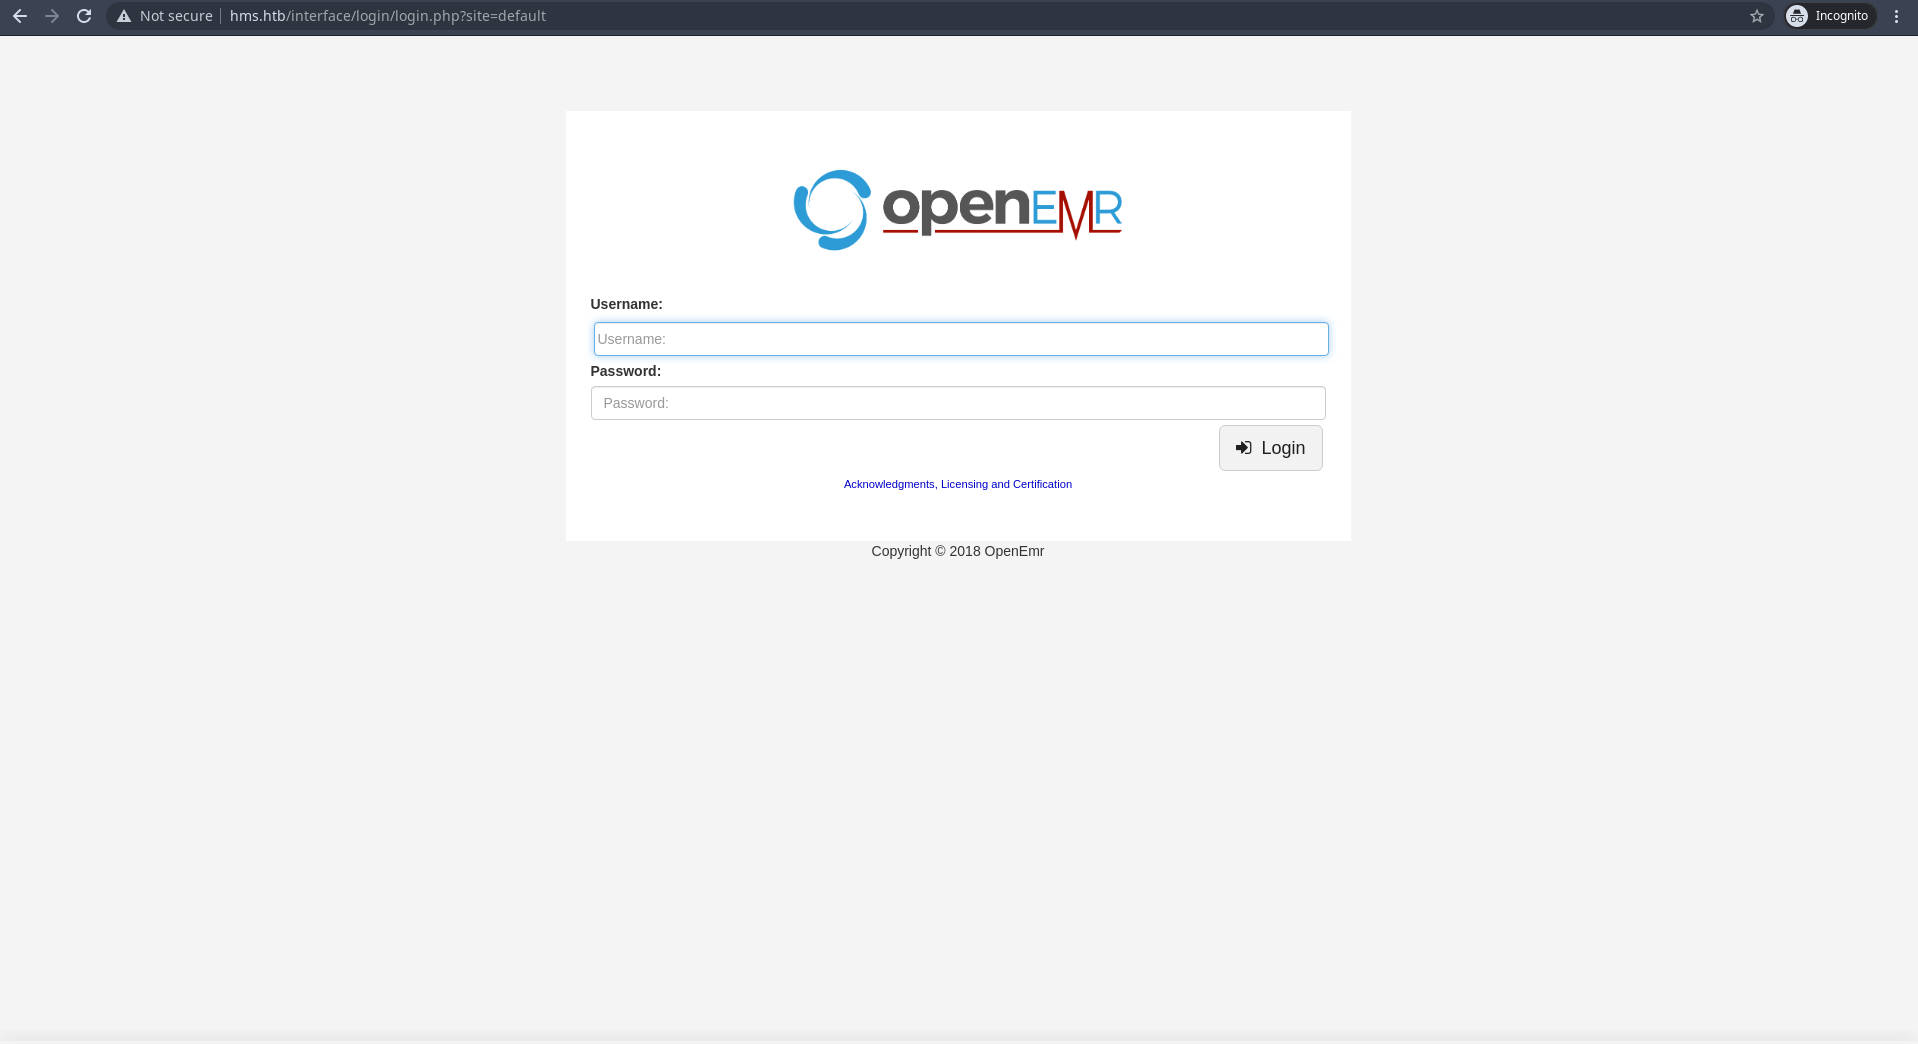 Not secure hms.htb/interface/login/login.php?site=default Incognito
openEMR
Username:
Username:
Password:
Password:
Login
Acknowledgments, Licensing and Certification
Copyright © 2018 OpenEmr